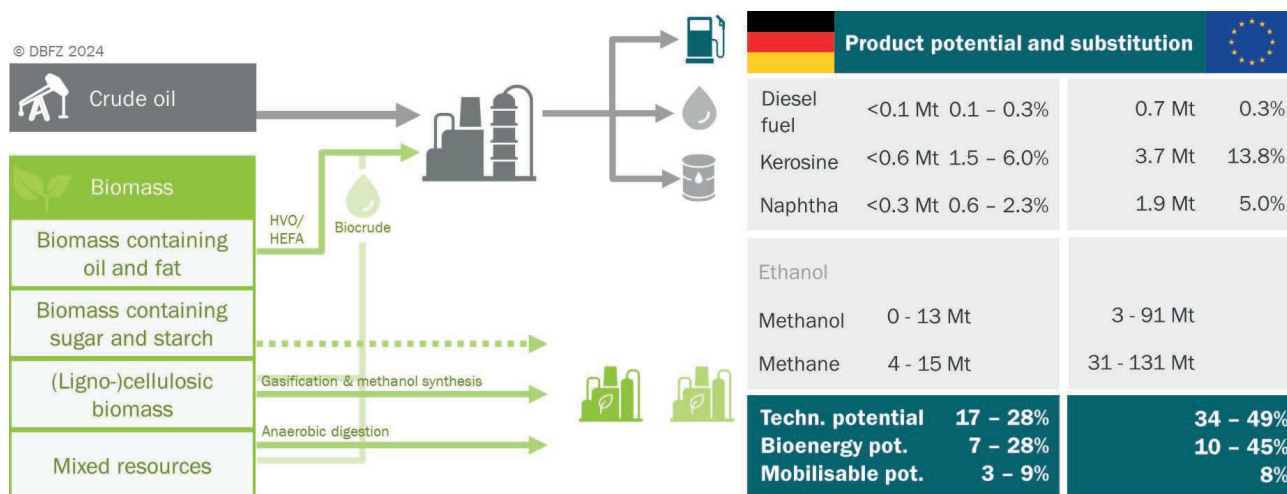 © DBFZ 2024
Crude oil
Biomass
Biomass containing
oil and fat
Biomass containing
sugar and starch
(Ligno-)cellulosic
biomass
Mixed resources
HVO/
HEFA
Biocrude
Gasification & methanol synthesis
Anaerobic digestion
Product potential and substitution
Diesel
fuel
<0.1 Mt 0.1 – 0.3% 0.7 Mt 0.3%
Kerosine <0.6 Mt 1.5 – 6.0% 3.7 Mt 13.8%
Naphtha <0.3 Mt 0.6 – 2.3% 1.9 Mt 5.0%
Ethanol
Methanol 0 - 13 Mt 3 - 91 Mt
Methane 4 - 15 Mt 31 - 131 Mt
Techn. potential 17 – 28% 34 – 49%
Bioenergy pot. 7 – 28% 10 – 45%
Mobilisable pot. 3 – 9% 8%